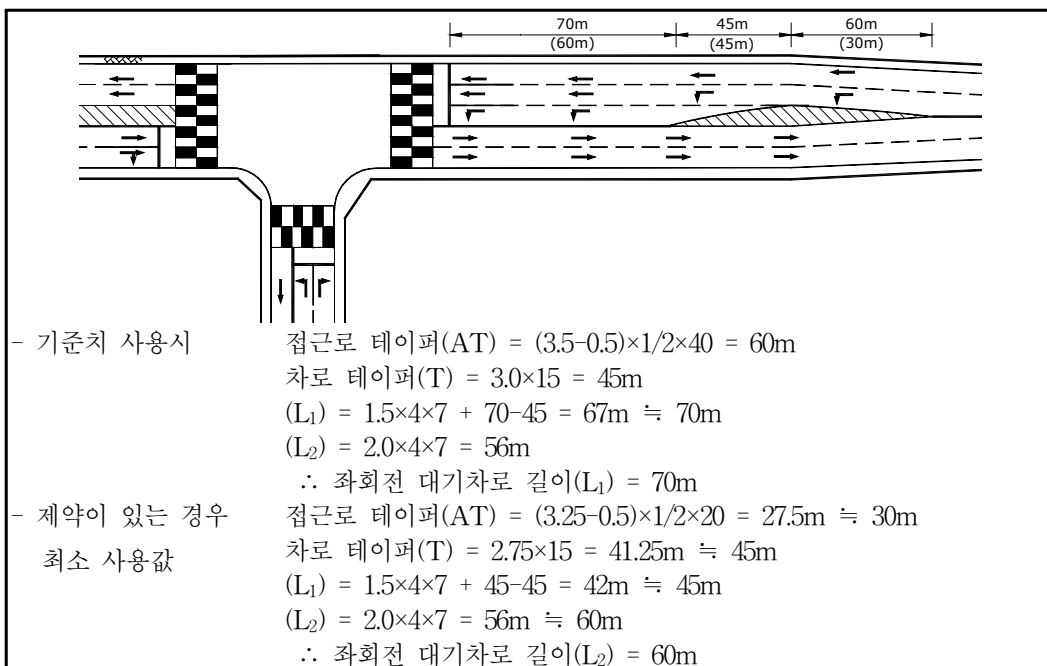 70m 45m 60m
(60m) (45m) (30m)
- 기준치 사용시 접근로 테이퍼(AT) = (3.5-0.5)×1/2×40 = 60m
차로 테이퍼(T) = 3.0×15 = 45m
(L₁) = 1.5×4×7 + 70-45 = 67m ≒ 70m
(L₂) = 2.0×4×7 = 56m
∴ 좌회전 대기차로 길이(L₁) = 70m
- 제약이 있는 경우 접근로 테이퍼(AT) = (3.25-0.5)×1/2×20 = 27.5m ≒ 30m
최소 사용값 차로 테이퍼(T) = 2.75×15 = 41.25m ≒ 45m
(L₁) = 1.5×4×7 + 45-45 = 42m ≒ 45m
(L₂) = 2.0×4×7 = 56m ≒ 60m
∴ 좌회전 대기차로 길이(L₂) = 60m